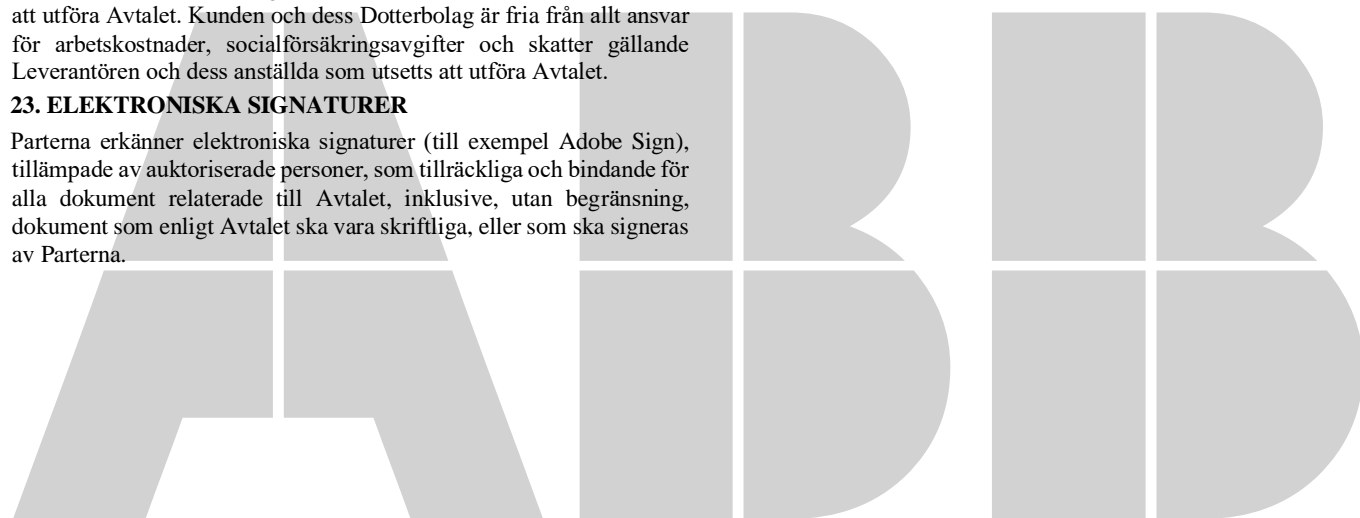 att utföra Avtalet. Kunden och dess Dotterbolag är fria från allt ansvar
för arbetskostnader, socialförsäkringsavgifter och skatter gällande
Leverantören och dess anställda som utsetts att utföra Avtalet.
23. ELEKTRONISKA SIGNATURER
Parterna erkänner elektroniska signaturer (till exempel Adobe Sign),
tillämpade av auktoriserade personer, som tillräckliga och bindande för
alla dokument relaterade till Avtalet, inklusive, utan begränsning,
dokument som enligt Avtalet ska vara skriftliga, eller som ska signeras
av Parterna.
ABB